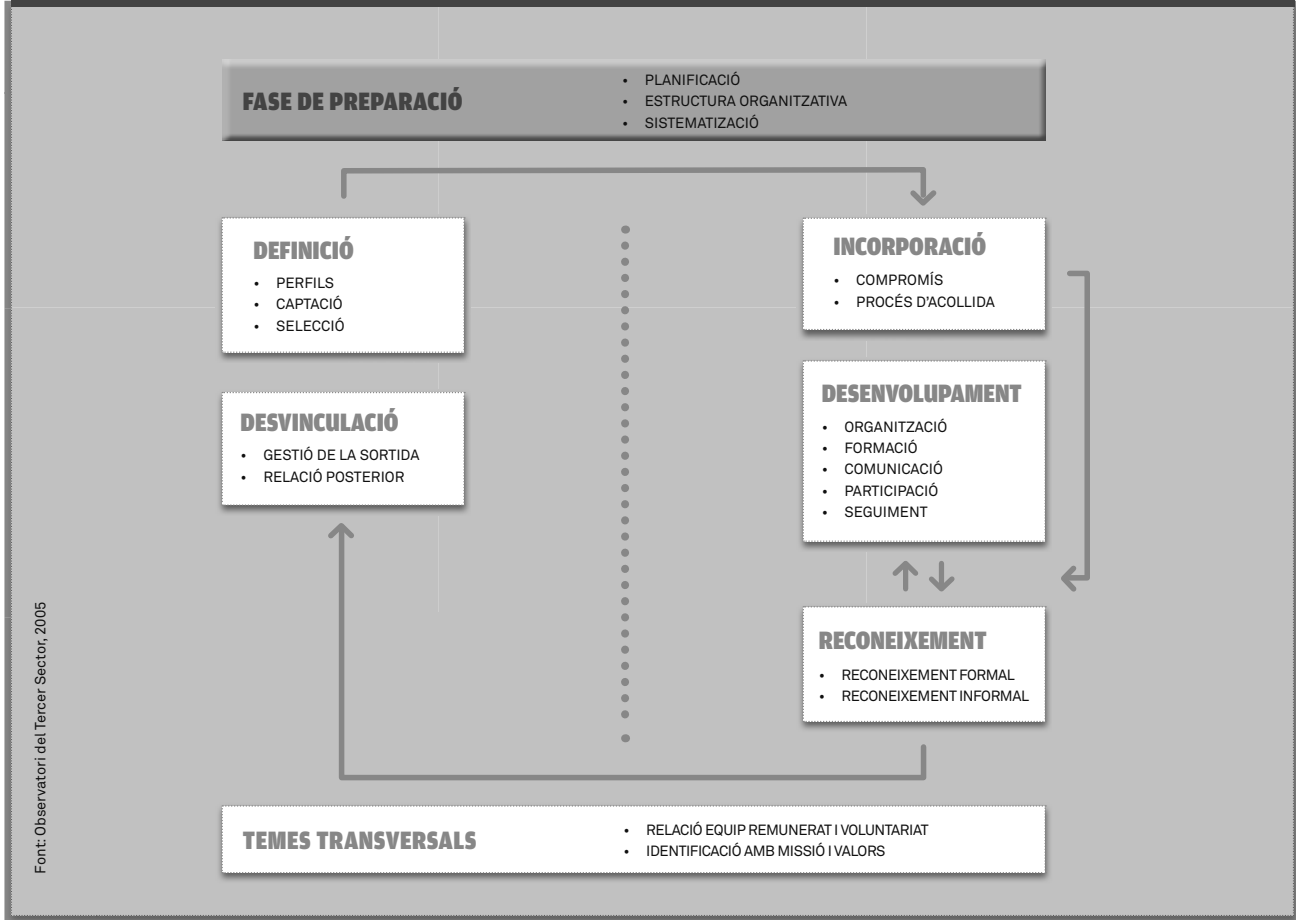 FASE DE PREPARACIÓ
• PLANIFICACIÓ
• ESTRUCTURA ORGANITZATIVA
• SISTEMATIZACIÓ
DEFINICIÓ
• PERFILS
• CAPTACIÓ
• SELECCIÓ
INCORPORACIÓ
• COMPROMÍS
• PROCÉS D'ACOLLIDA
DESENVOLUPAMENT
• ORGANITZACIÓ
• FORMACIÓ
• COMUNICACIÓ
• PARTICIPACIÓ
• SEGUIMENT
RECONEIXEMENT
• RECONEIXEMENT FORMAL
• RECONEIXEMENT INFORMAL
DESVINCULACIÓ
• GESTIÓ DE LA SORTIDA
• RELACIÓ POSTERIOR
TEMES TRANSVERSALS
• RELACIÓ EQUIP REMUNERAT I VOLUNTARIAT
• IDENTIFICACIÓ AMB MISSIÓ I VALORS
Font: Observatori del Tercer Sector, 2005